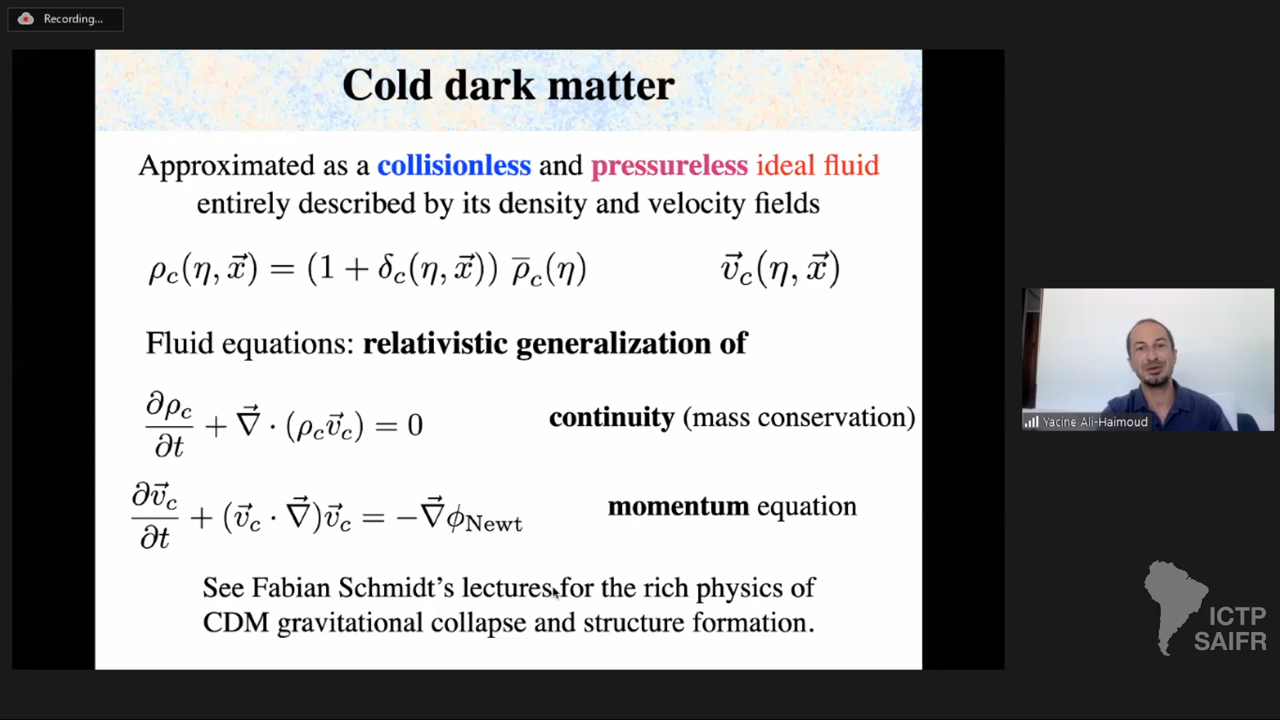 Recording...
Cold dark matter
Approximated as a collisionless and pressureless ideal fluid
entirely described by its density and velocity fields
ρ_c(η, x⃗) = (1 + δ_c(η, x⃗)) ρ̅_c(η) v⃗_c(η, x⃗)
Fluid equations: relativistic generalization of
∂ρ_c/∂t + ∇⃗ · (ρ_c v⃗_c) = 0 continuity (mass conservation)
∂v⃗_c/∂t + (v⃗_c · ∇⃗)v⃗_c = −∇⃗ϕ_Newt momentum equation
See Fabian Schmidt's lectures for the rich physics of
CDM gravitational collapse and structure formation.
Yacine Ali-Haimoud
ICTP
SAIFR